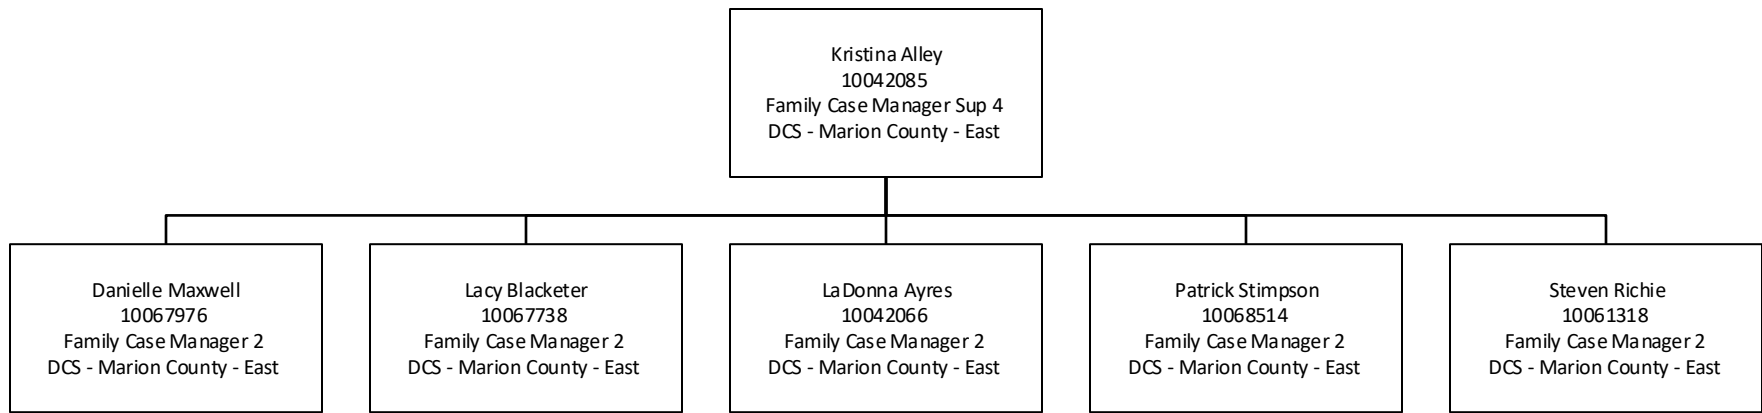 Kristina Alley
10042085
Family Case Manager Sup 4
DCS - Marion County - East
Danielle Maxwell
10067976
Family Case Manager 2
DCS - Marion County - East
Lacy Blacketer
10067738
Family Case Manager 2
DCS - Marion County - East
LaDonna Ayres
10042066
Family Case Manager 2
DCS - Marion County - East
Patrick Stimpson
10068514
Family Case Manager 2
DCS - Marion County - East
Steven Richie
10061318
Family Case Manager 2
DCS - Marion County - East